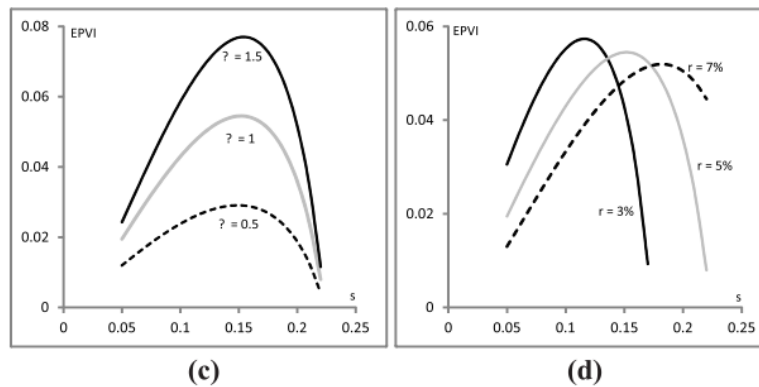 EPVI
0.08
0.06
0.04
0.02
0
? = 1.5
? = 1
? = 0.5
s
0 0.05 0.1 0.15 0.2 0.25
(c)
EPVI
0.06
0.04
0.02
0
r = 7%
r = 5%
r = 3%
s
0 0.05 0.1 0.15 0.2 0.25
(d)